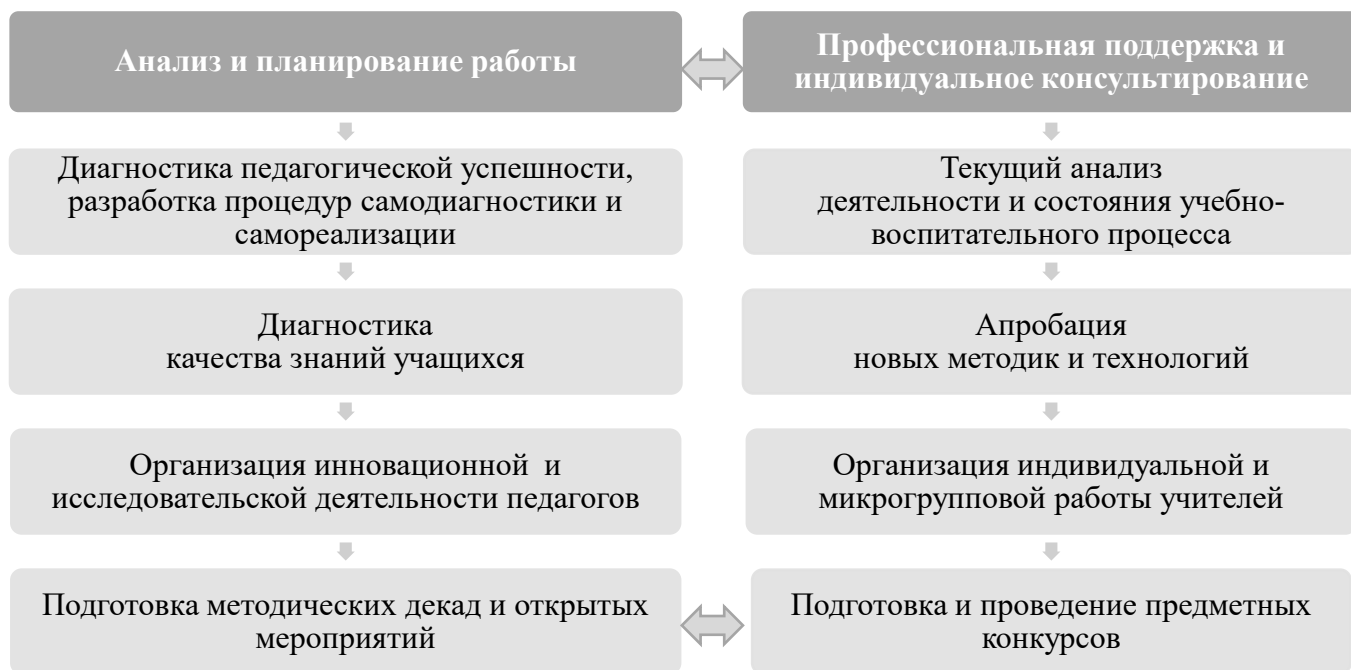 Анализ и планирование работы
Профессиональная поддержка и
индивидуальное консультирование
Диагностика педагогической успешности,
разработка процедур самодиагностики и
самореализации
Текущий анализ
деятельности и состояния учебно-
воспитательного процесса
Диагностика
качества знаний учащихся
Апробация
новых методик и технологий
Организация инновационной и
исследовательской деятельности педагогов
Организация индивидуальной и
микрогрупповой работы учителей
Подготовка методических декад и открытых
мероприятий
Подготовка и проведение предметных
конкурсов